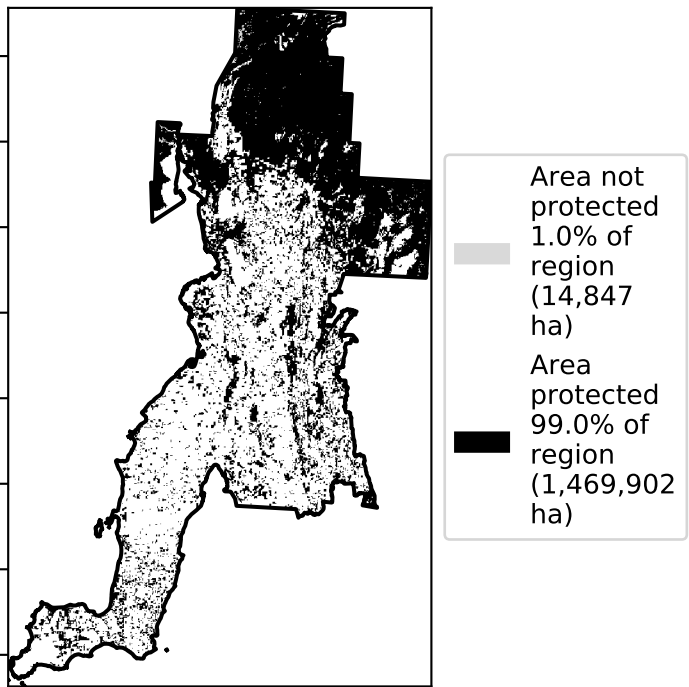 Area not
protected
1.0% of
region
(14,847
ha)
Area
protected
99.0% of
region
(1,469,902
ha)